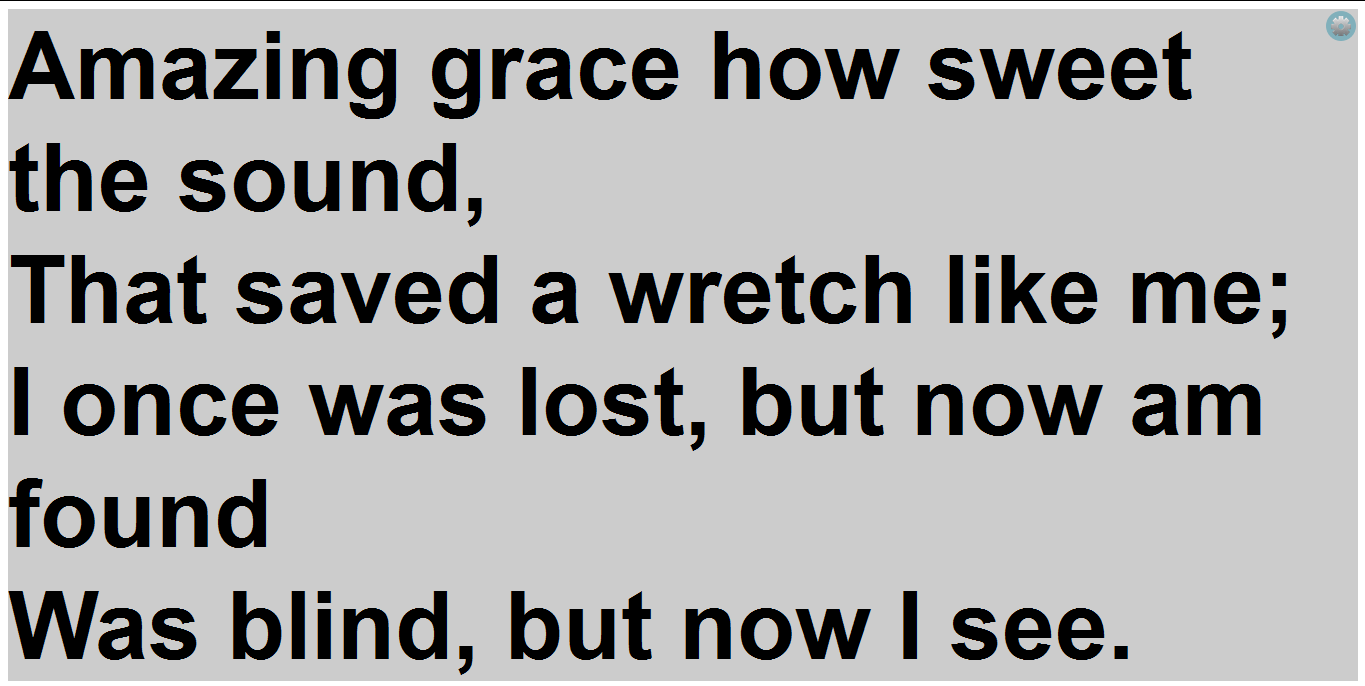 Amazing grace how sweet
the sound,
That saved a wretch like me;
I once was lost, but now am
found
Was blind, but now I see.